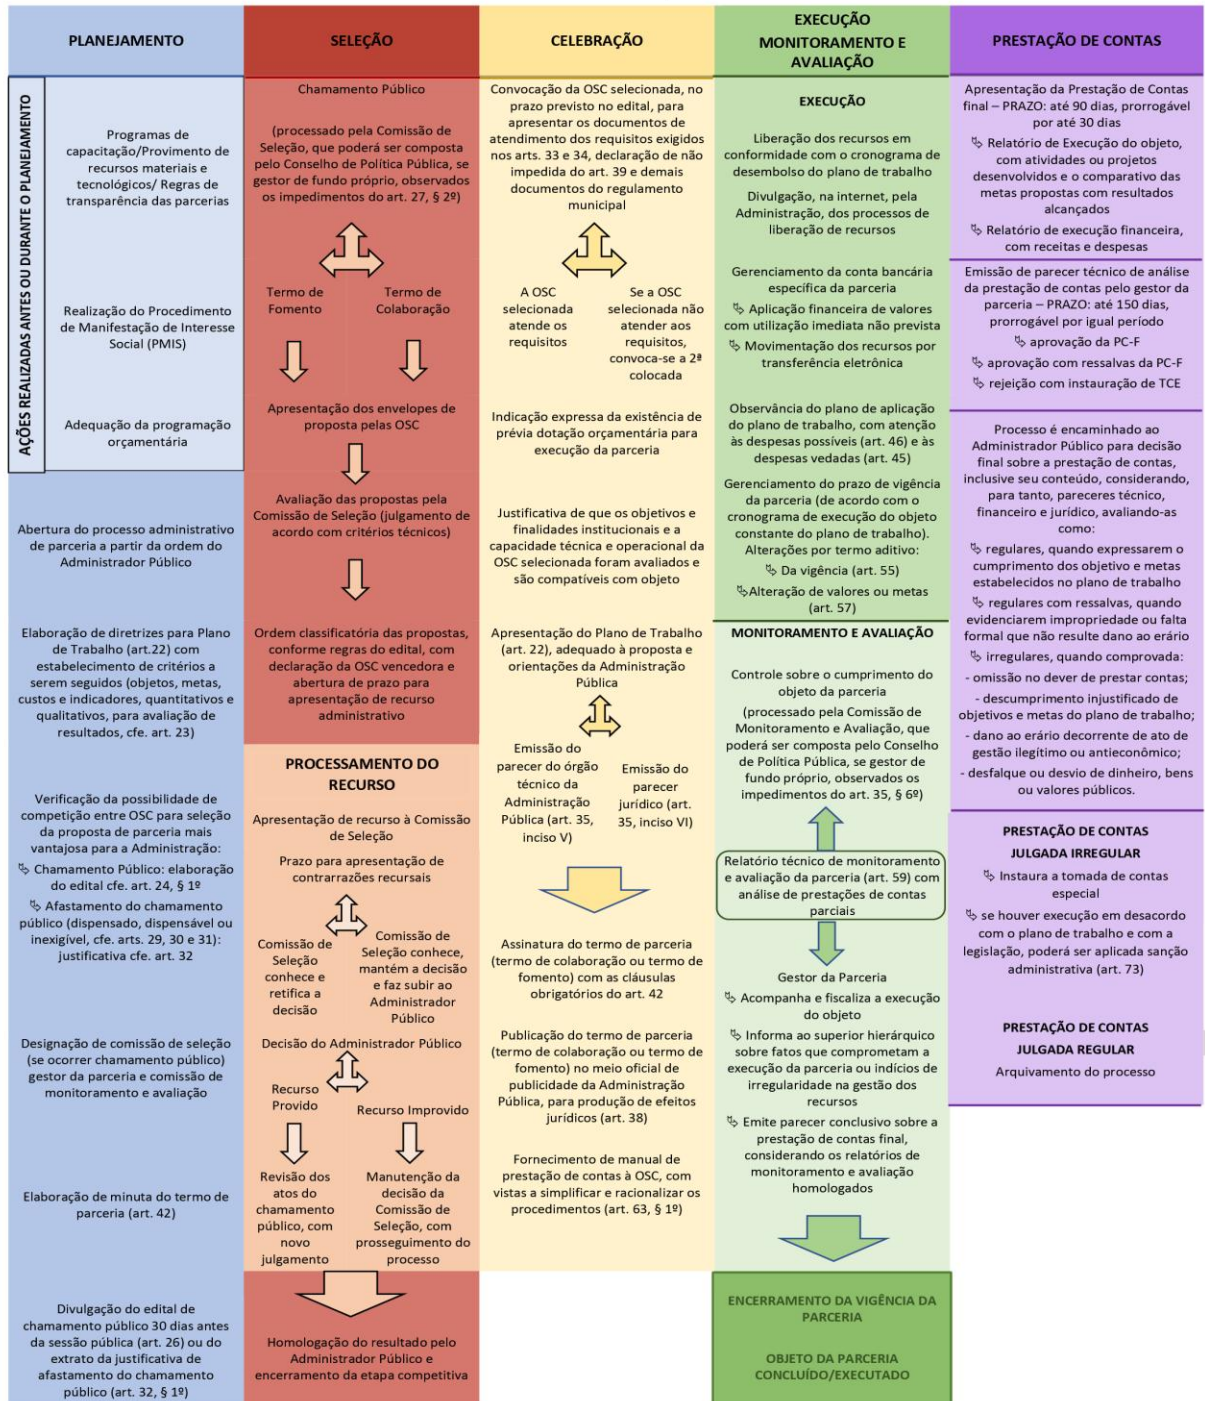 PLANEJAMENTO
AÇÕES REALIZADAS ANTES OU DURANTE O PLANEJAMENTO
Programas de
capacitação/Provimento de
recursos materiais e
tecnológicos/ Regras de
transparência das parcerias
Realização do Procedimento
de Manifestação de Interesse
Social (PMIS)
Adequação da programação
orçamentária
Abertura do processo administrativo
de parceria a partir da ordem do
Administrador Público
Elaboração de diretrizes para Plano de
Trabalho (art.22) com
estabelecimento de critérios a
serem seguidos (objetos, metas,
custos e indicadores, quantitativos e
qualitativos, para avaliação de
resultados, cfe. art. 23)
Verificação da possibilidade de
competição entre OSC para seleção
da proposta de parceria mais
vantajosa para a Administração:
Chamamento Público: elaboração
do edital cfe. art. 24, § 1º
Afastamento do chamamento
público (dispensado, dispensável ou
inexigível, cfe. arts. 29, 30 e 31):
justificativa cfe. art. 32
Designação de comissão de seleção
(se ocorrer chamamento público)
gestor da parceria e comissão de
monitoramento e avaliação
Elaboração de minuta do termo de
parceria (art. 42)
Divulgação do edital de
chamamento público 30 dias antes
da sessão pública (art. 26) ou do
extrato da justificativa de
afastamento do chamamento
público (art. 32, § 1º)
SELEÇÃO
Chamamento Público
(processado pela Comissão de
Seleção, que poderá ser composta
pelo Conselho de Política Pública, se
gestor de fundo próprio, observados
os impedimentos do art. 27, § 2º)
Termo de
Fomento
Termo de
Colaboração
Apresentação dos envelopes de
proposta pelas OSC
Avaliação das propostas pela
Comissão de Seleção (julgamento de
acordo com critérios técnicos)
Ordem classificatória das propostas,
conforme regras do edital, com
declaração da OSC vencedora e
abertura de prazo para
apresentação de recurso
administrativo
PROCESSAMENTO DO
RECURSO
Apresentação de recurso à Comissão
de Seleção
Prazo para apresentação de
contrarrazões recursais
Comissão de
Seleção
conhece e
retifica a
decisão
Comissão de
Seleção conhece,
mantém a decisão
e faz subir ao
Administrador
Público
Decisão do Administrador Público
Recurso
Provido
Recurso Improvido
Revisão dos
atos do
chamamento
público, com
novo
julgamento
Manutenção da
decisão da
Comissão de
Seleção, com
prosseguimento do
processo
Homologação do resultado pelo
Administrador Público e
encerramento da etapa competitiva
CELEBRAÇÃO
Convocação da OSC selecionada, no
prazo previsto no edital, para
apresentar os documentos de
atendimento dos requisitos exigidos
nos arts. 33 e 34, declaração de não
impedida do art. 39 e demais
documentos do regulamento
municipal
A OSC
selecionada
atende os
requisitos
Se a OSC
selecionada não
atender aos
requisitos,
convoca-se a 2ª
colocada
Indicação expressa da existência de
prévia dotação orçamentária para
execução da parceria
Justificativa de que os objetivos e
finalidades institucionais e a
capacidade técnica e operacional da
OSC selecionada foram avaliados e
são compatíveis com objeto
Apresentação do Plano de Trabalho
(art. 22), adequado à proposta e
orientações da Administração
Pública
Emissão do
parecer do órgão
técnico da
Administração
Pública (art. 35,
inciso V)
Emissão do
parecer
jurídico (art.
35, inciso VI)
Assinatura do termo de parceria
(termo de colaboração ou termo de
fomento) com as cláusulas
obrigatórios do art. 42
Publicação do termo de parceria
(termo de colaboração ou termo de
fomento) no meio oficial de
publicidade da Administração
Pública, para produção de efeitos
jurídicos (art. 38)
Fornecimento de manual de
prestação de contas à OSC, com
vistas a simplificar e racionalizar os
procedimentos (art. 63, § 1º)
EXECUÇÃO
MONITORAMENTO E
AVALIAÇÃO
EXECUÇÃO
Liberação dos recursos em
conformidade com o cronograma de
desembolso do plano de trabalho
Divulgação, na internet, pela
Administração, dos processos de
liberação de recursos
Gerenciamento da conta bancária
específica da parceria
Aplicação financeira de valores
com utilização imediata não prevista
Movimentação dos recursos por
transferência eletrônica
Observância do plano de aplicação
do plano de trabalho, com atenção
às despesas possíveis (art. 46) e às
despesas vedadas (art. 45)
Gerenciamento do prazo de vigência
da parceria (de acordo com o
cronograma de execução do objeto
constante do plano de trabalho).
Alterações por termo aditivo:
Da vigência (art. 55)
Alteração de valores ou metas
(art. 57)
MONITORAMENTO E AVALIAÇÃO
Controle sobre o cumprimento do
objeto da parceria
(processado pela Comissão de
Monitoramento e Avaliação, que
poderá ser composta pelo Conselho
de Política Pública, se gestor de
fundo próprio, observados os
impedimentos do art. 35, § 6º)
Relatório técnico de monitoramento
e avaliação da parceria (art. 59) com
análise de prestações de contas
parciais
Gestor da Parceria
Acompanha e fiscaliza a execução
do objeto
Informa ao superior hierárquico
sobre fatos que comprometam a
execução da parceria ou indícios de
irregularidade na gestão dos
recursos
Emite parecer conclusivo sobre a
prestação de contas final,
considerando os relatórios de
monitoramento e avaliação
homologados
ENCERRAMENTO DA VIGÊNCIA DA
PARCERIA
OBJETO DA PARCERIA
CONCLUÍDO/EXECUTADO
PRESTAÇÃO DE CONTAS
Apresentação da Prestação de Contas
final – PRAZO: até 90 dias, prorrogável
por até 30 dias
Relatório de Execução do objeto,
com atividades ou projetos
desenvolvidos e o comparativo das
metas propostas com resultados
alcançados
Relatório de execução financeira,
com receitas e despesas
Emissão de parecer técnico de análise
da prestação de contas pelo gestor da
parceria – PRAZO: até 150 dias,
prorrogável por igual período
aprovação da PC-F
aprovação com ressalvas da PC-F
rejeição com instauração de TCE
Processo é encaminhado ao
Administrador Público para decisão
final sobre a prestação de contas,
inclusive seu conteúdo, considerando,
para tanto, pareceres técnico,
financeiro e jurídico, avaliando-as
como:
regulares, quando expressarem o
cumprimento dos objetivo e metas
estabelecidos no plano de trabalho
regulares com ressalvas, quando
evidenciarem impropriedade ou falta
formal que não resulte dano ao erário
irregulares, quando comprovada:
- omissão no dever de prestar contas;
- descumprimento injustificado de
objetivos e metas do plano de trabalho;
- dano ao erário decorrente de ato de
gestão ilegítimo ou antieconômico;
- desfalque ou desvio de dinheiro, bens
ou valores públicos.
PRESTAÇÃO DE CONTAS
JULGADA IRREGULAR
Instaura a tomada de contas
especial
se houver execução em desacordo
com o plano de trabalho e com a
legislação, poderá ser aplicada sanção
administrativa (art. 73)
PRESTAÇÃO DE CONTAS
JULGADA REGULAR
Arquivamento do processo